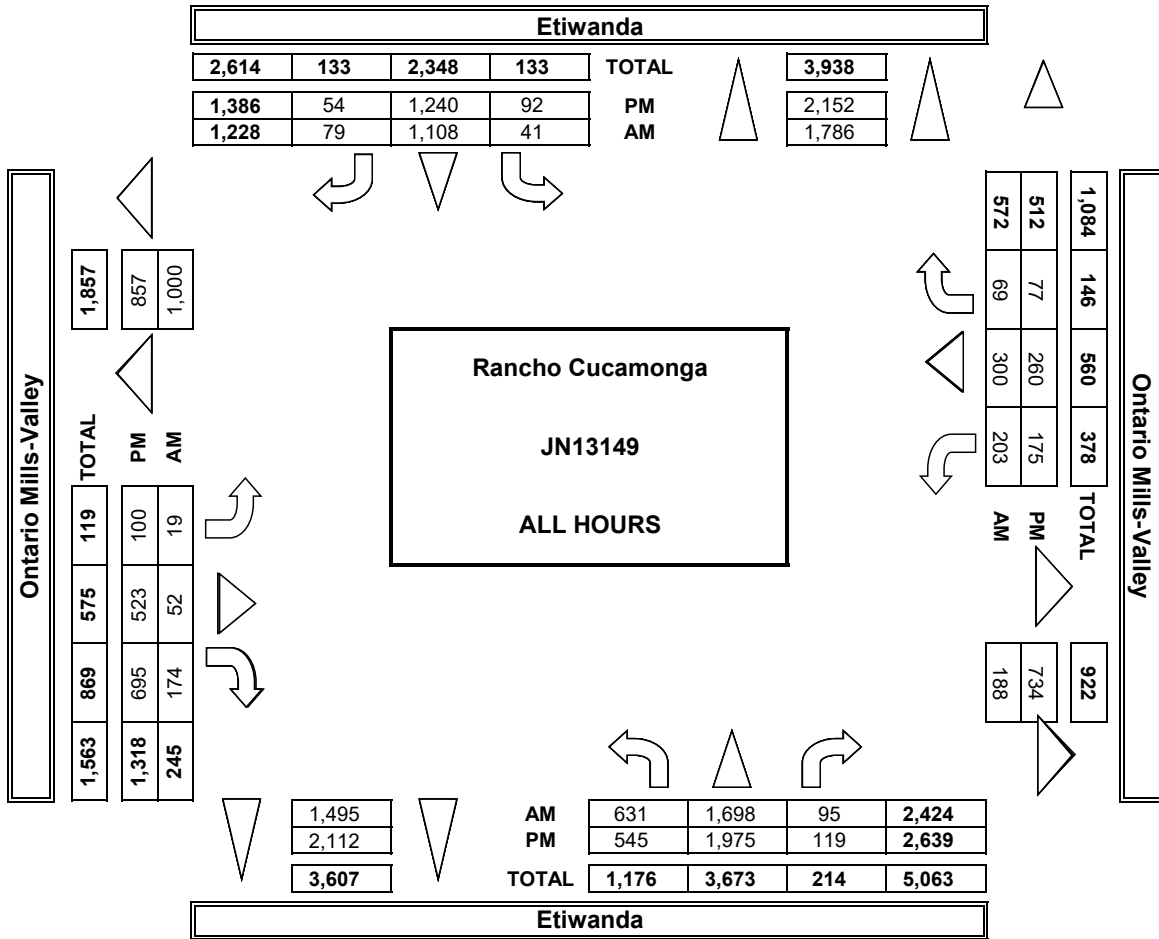 Etiwanda
2,614 133 2,348 133 TOTAL 3,938
1,386 54 1,240 92 PM 2,152
1,228 79 1,108 41 AM 1,786
Ontario Mills-Valley
1,857
857
1,000
TOTAL 119 575 869 1,563
PM 100 523 695 1,318
AM 19 52 174 245
Rancho Cucamonga
JN13149
ALL HOURS
1,084 146 560 378 TOTAL 922
512 77 260 175 PM 734
572 69 300 203 AM 188
Ontario Mills-Valley
1,495 AM 631 1,698 95 2,424
2,112 PM 545 1,975 119 2,639
3,607 TOTAL 1,176 3,673 214 5,063
Etiwanda